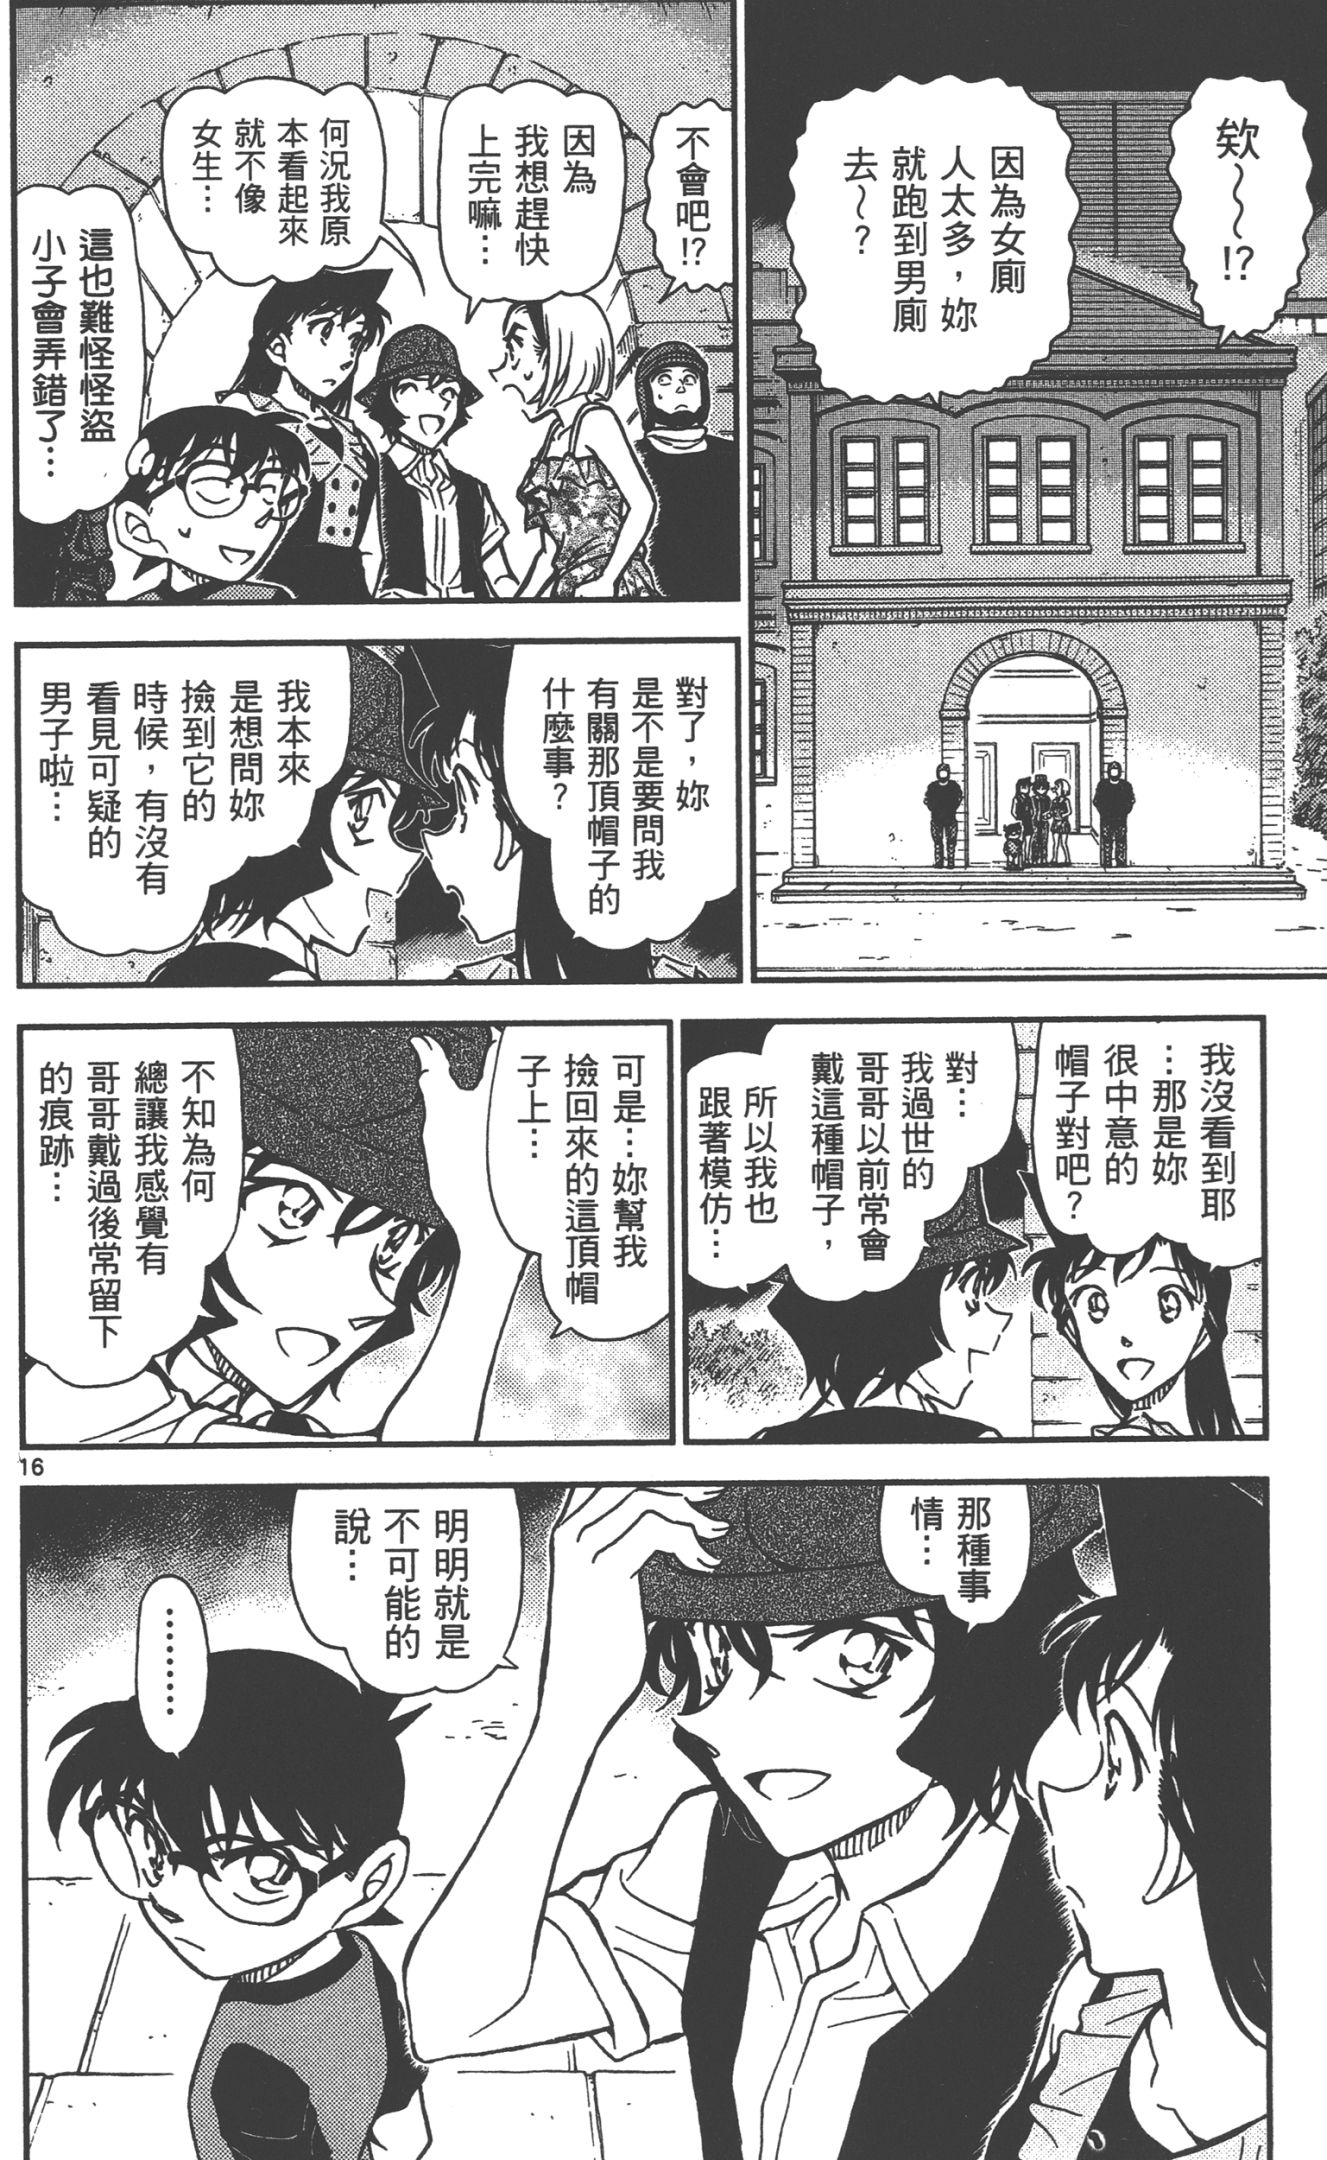 欸～～!?
因為女廁
人太多，妳
就跑到男廁
去～？
不會吧!?
因為
我想趕快
上完嘛…
何況我原
本看起來
就不像
女生…
這也難怪怪盜
小子會弄錯了…
對了，妳
是不是要問我
有關那頂帽子的
什麼事？
我本來
是想問妳
撿到它的
時候，有沒有
看見可疑的
男子啦…
我沒看到耶
…那是妳
很中意的
帽子對吧？
對…
我過世的
哥哥以前常會
戴這種帽子，
所以我也
跟著模仿…
可是…妳幫我
撿回來的這頂帽
子上…
不知為何
總讓我感覺有
哥哥戴過後常留下
的痕跡…
16
那種事
情…
明明就是
不可能的
說…
………